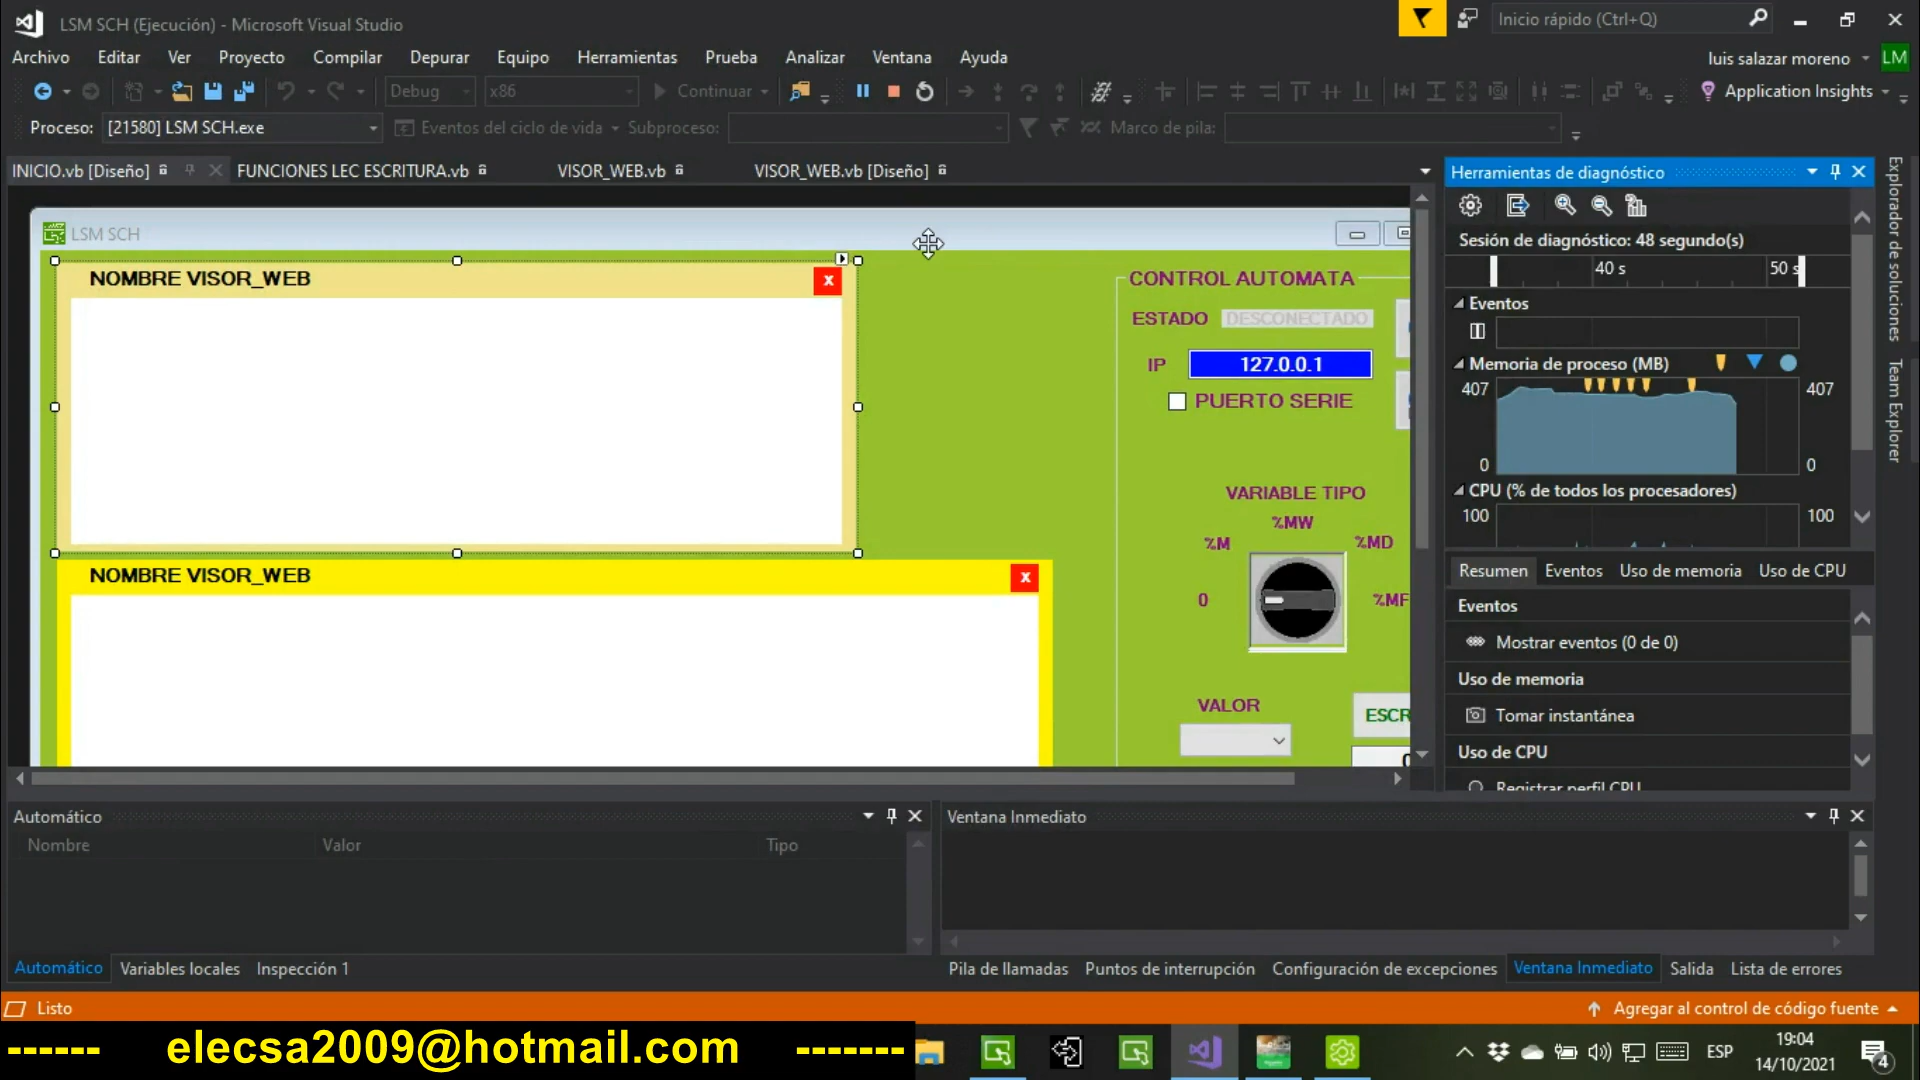 LSM SCH (Ejecución) - Microsoft Visual Studio
Inicio rápido (Ctrl+Q)
Archivo Editar Ver Proyecto Compilar Depurar Equipo Herramientas Prueba Analizar Ventana Ayuda
luis salazar moreno LM
Debug x86 Continuar Application Insights
Proceso: [21580] LSM SCH.exe Eventos del ciclo de vida Subproceso: Marco de pila:
INICIO.vb [Diseño] FUNCIONES LEC ESCRITURA.vb VISOR_WEB.vb VISOR_WEB.vb [Diseño]
LSM SCH
NOMBRE VISOR_WEB x
NOMBRE VISOR_WEB x
CONTROL AUTOMATA
ESTADO DESCONECTADO
IP 127.0.0.1
PUERTO SERIE
VARIABLE TIPO
%MW
%M %MD
0 %MF
VALOR
ESCR
Herramientas de diagnóstico
Sesión de diagnóstico: 48 segundo(s)
40 s 50 s
Eventos
Memoria de proceso (MB)
407 407
0 0
CPU (% de todos los procesadores)
100 100
Resumen Eventos Uso de memoria Uso de CPU
Eventos
Mostrar eventos (0 de 0)
Uso de memoria
Tomar instantánea
Uso de CPU
Registrar perfil CPU
Explorador de soluciones
Team Explorer
Automático
Nombre Valor Tipo
Automático Variables locales Inspección 1
Ventana Inmediato
Pila de llamadas Puntos de interrupción Configuración de excepciones Ventana Inmediato Salida Lista de errores
Listo
Agregar al control de código fuente
------ elecsa2009@hotmail.com -------
ESP
19:04
14/10/2021
4